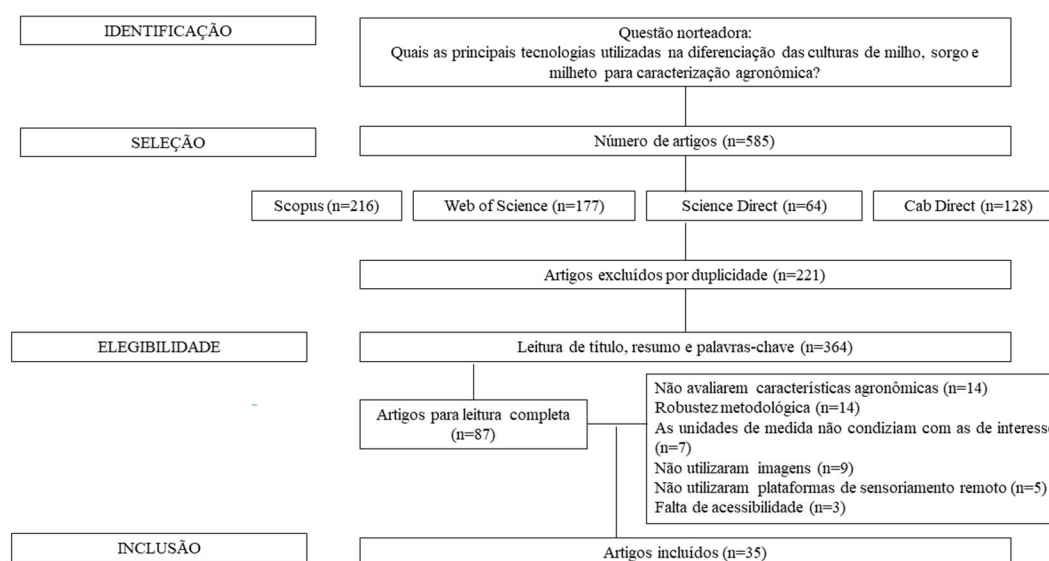 IDENTIFICAÇÃO
Questão norteadora:
Quais as principais tecnologias utilizadas na diferenciação das culturas de milho, sorgo e
milheto para caracterização agronômica?
SELEÇÃO
Número de artigos (n=585)
Scopus (n=216)
Web of Science (n=177)
Science Direct (n=64)
Cab Direct (n=128)
Artigos excluídos por duplicidade (n=221)
ELEGIBILIDADE
Leitura de título, resumo e palavras-chave (n=364)
Artigos para leitura completa
(n=87)
Não avaliarem características agronômicas (n=14)
Robustez metodológica (n=14)
As unidades de medida não condiziam com as de interesse
(n=7)
Não utilizaram imagens (n=9)
Não utilizaram plataformas de sensoriamento remoto (n=5)
Falta de acessibilidade (n=3)
INCLUSÃO
Artigos incluídos (n=35)